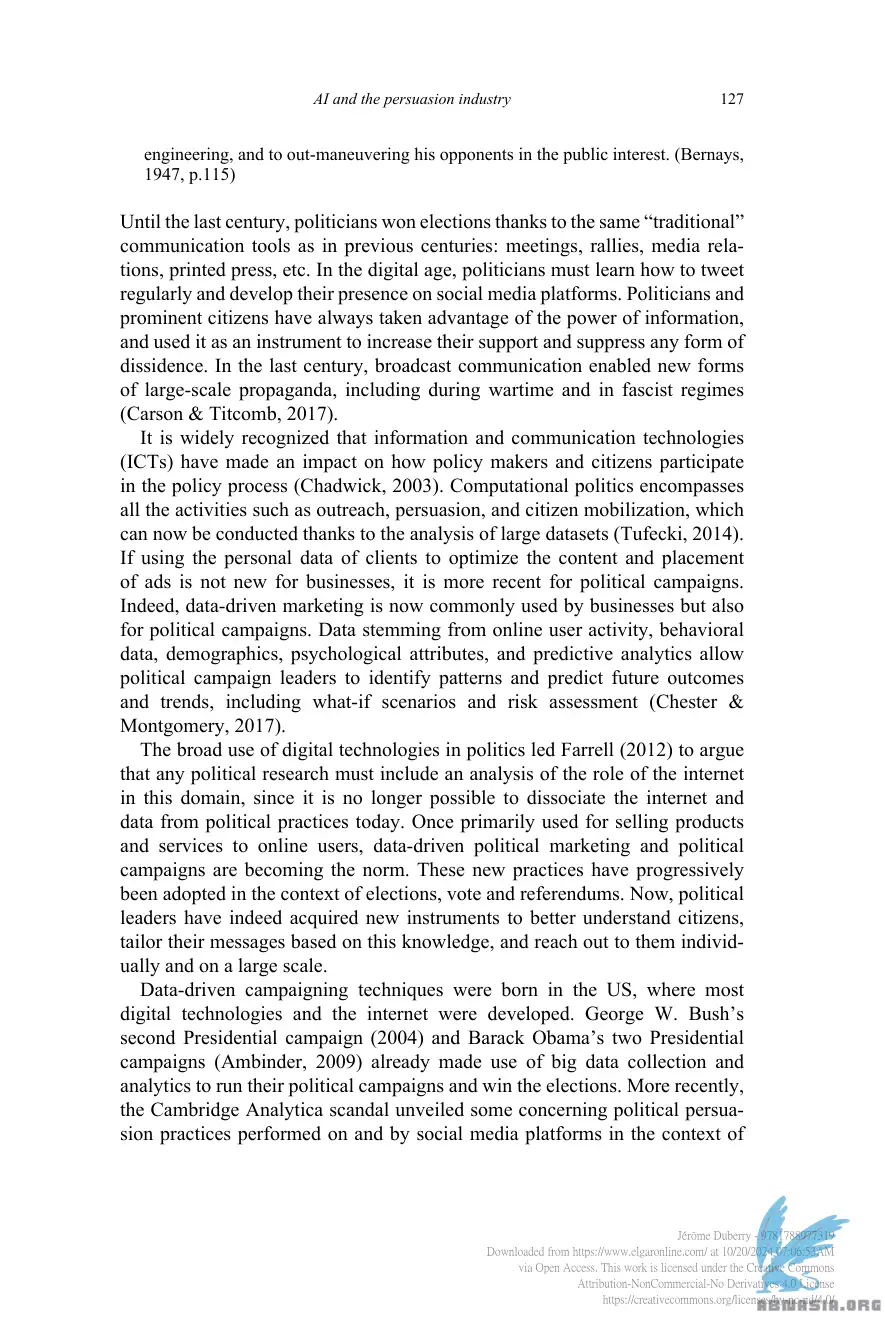 AI and the persuasion industry 127
engineering, and to out-maneuvering his opponents in the public interest. (Bernays,
1947, p.115)
Until the last century, politicians won elections thanks to the same “traditional”
communication tools as in previous centuries: meetings, rallies, media rela-
tions, printed press, etc. In the digital age, politicians must learn how to tweet
regularly and develop their presence on social media platforms. Politicians and
prominent citizens have always taken advantage of the power of information,
and used it as an instrument to increase their support and suppress any form of
dissidence. In the last century, broadcast communication enabled new forms
of large-scale propaganda, including during wartime and in fascist regimes
(Carson & Titcomb, 2017).
It is widely recognized that information and communication technologies
(ICTs) have made an impact on how policy makers and citizens participate
in the policy process (Chadwick, 2003). Computational politics encompasses
all the activities such as outreach, persuasion, and citizen mobilization, which
can now be conducted thanks to the analysis of large datasets (Tufecki, 2014).
If using the personal data of clients to optimize the content and placement
of ads is not new for businesses, it is more recent for political campaigns.
Indeed, data-driven marketing is now commonly used by businesses but also
for political campaigns. Data stemming from online user activity, behavioral
data, demographics, psychological attributes, and predictive analytics allow
political campaign leaders to identify patterns and predict future outcomes
and trends, including what-if scenarios and risk assessment (Chester &
Montgomery, 2017).
The broad use of digital technologies in politics led Farrell (2012) to argue
that any political research must include an analysis of the role of the internet
in this domain, since it is no longer possible to dissociate the internet and
data from political practices today. Once primarily used for selling products
and services to online users, data-driven political marketing and political
campaigns are becoming the norm. These new practices have progressively
been adopted in the context of elections, vote and referendums. Now, political
leaders have indeed acquired new instruments to better understand citizens,
tailor their messages based on this knowledge, and reach out to them individ-
ually and on a large scale.
Data-driven campaigning techniques were born in the US, where most
digital technologies and the internet were developed. George W. Bush’s
second Presidential campaign (2004) and Barack Obama’s two Presidential
campaigns (Ambinder, 2009) already made use of big data collection and
analytics to run their political campaigns and win the elections. More recently,
the Cambridge Analytica scandal unveiled some concerning political persua-
sion practices performed on and by social media platforms in the context of
Jérôme Duberry - 9781788977319
Downloaded from https://www.elgaronline.com/ at 10/20/2024 07:06:53AM
via Open Access. This work is licensed under the Creative Commons
Attribution-NonCommercial-No Derivatives 4.0 License
https://creativecommons.org/licenses/by-nc-nd/4.0/
ABNASIA.ORG